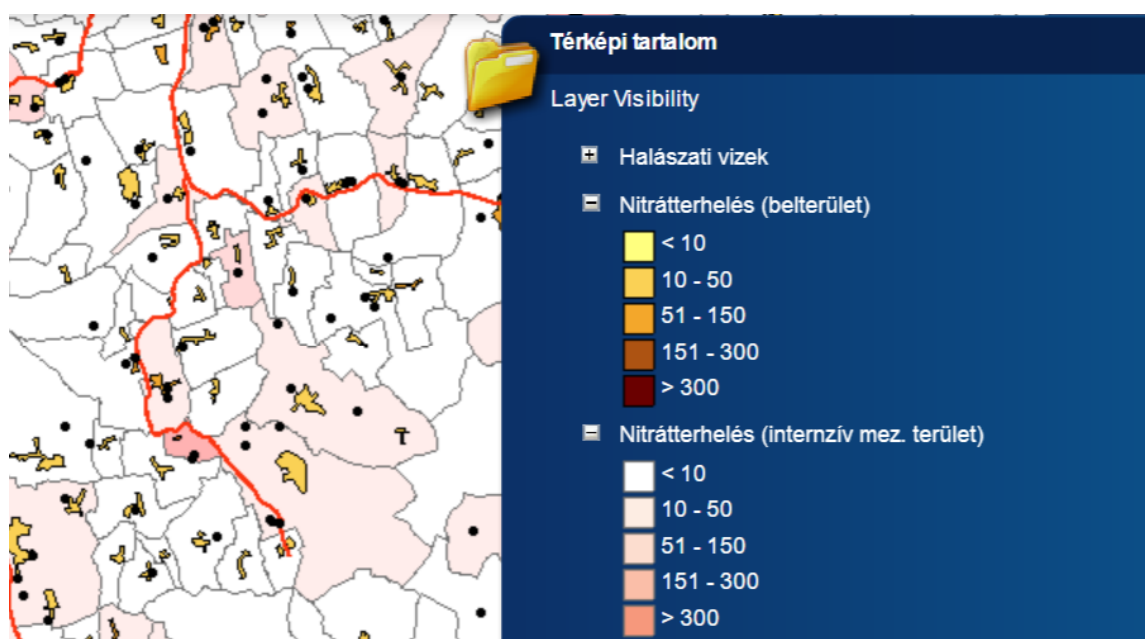 Térképi tartalom
Layer Visibility
Halászati vizek
Nitrátterhelés (belterület)
< 10
10 - 50
51 - 150
151 - 300
> 300
Nitrátterhelés (internzív mez. terület)
< 10
10 - 50
51 - 150
151 - 300
> 300